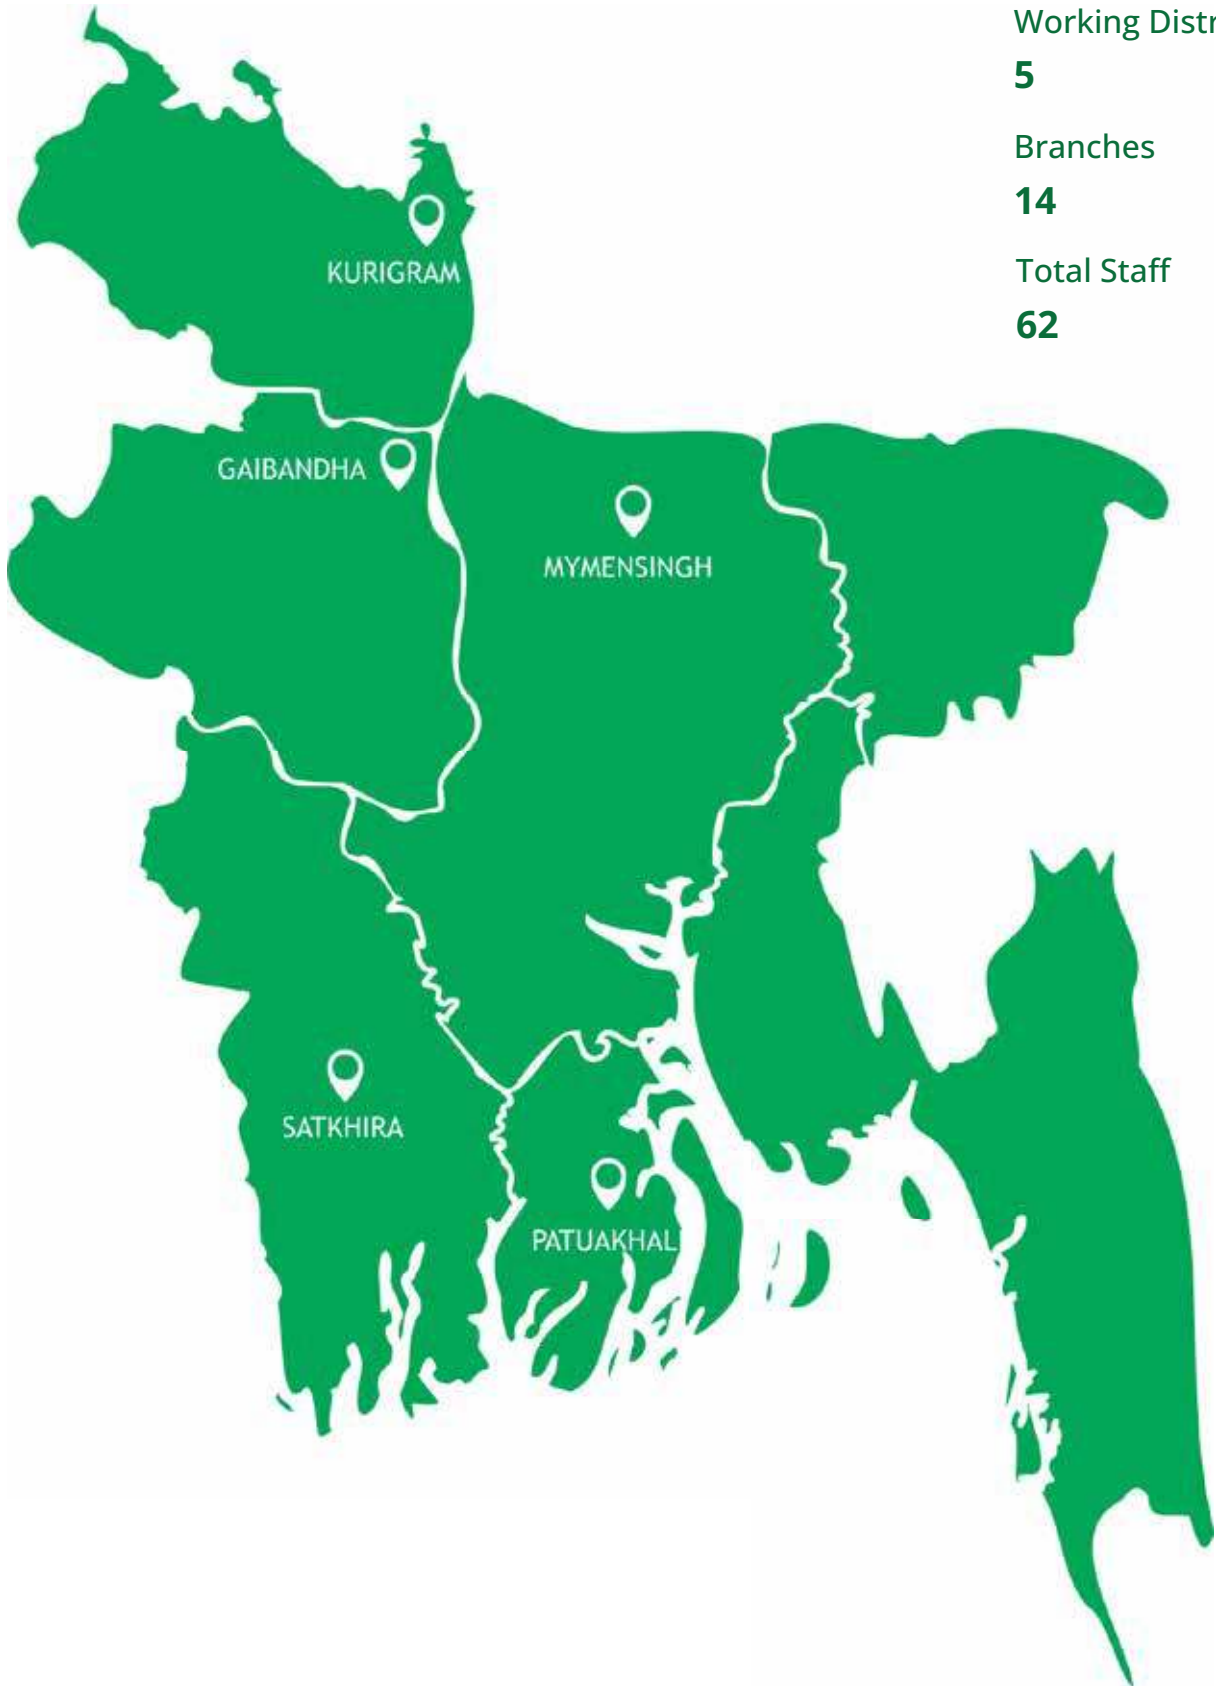 Working Distr
5
Branches
14
Total Staff
62
KURIGRAM
GAIBANDHA
MYMENSINGH
SATKHIRA
PATUAKHAL